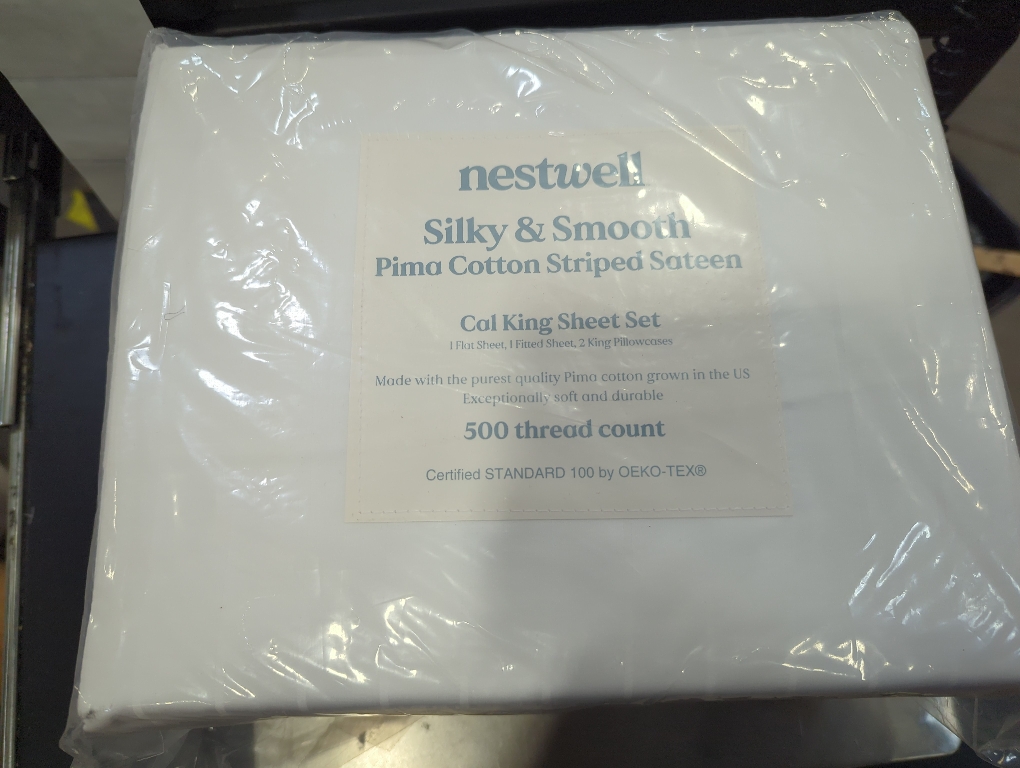 nestwell
Silky & Smooth
Pima Cotton Striped Sateen
Cal King Sheet Set
1 Flat Sheet, 1 Fitted Sheet, 2 King Pillowcases
Made with the purest quality Pima cotton grown in the US
Exceptionally soft and durable
500 thread count
Certified STANDARD 100 by OEKO-TEX®